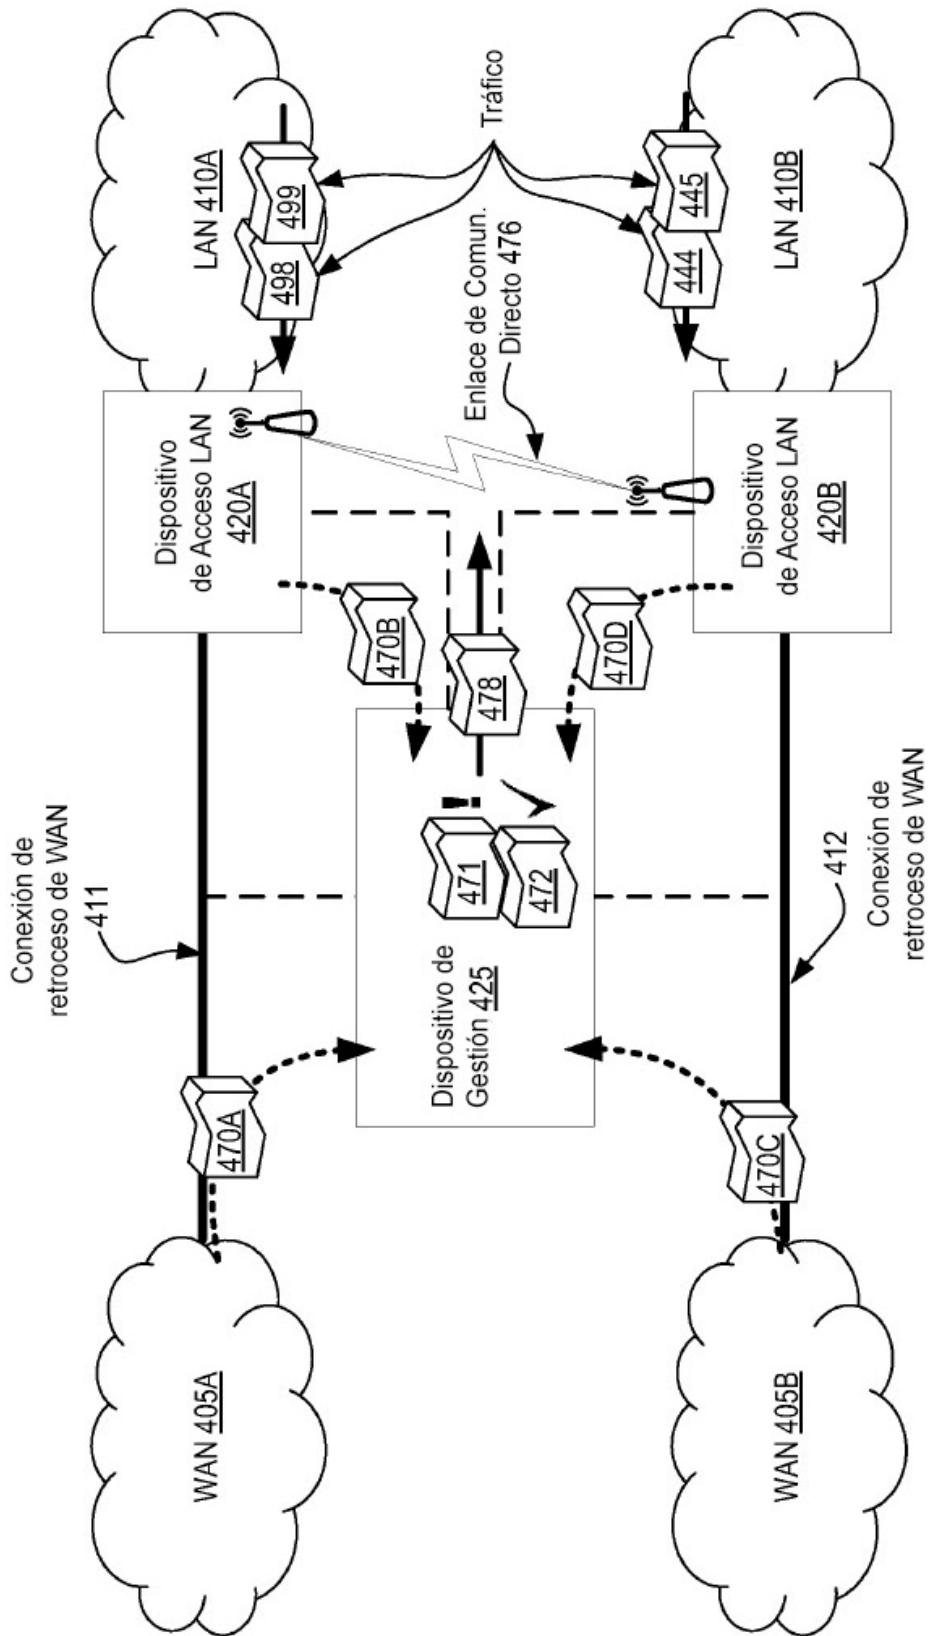 Conexión de
retroceso de WAN
411
WAN 405A
470A
Dispositivo
de Acceso LAN
420A
LAN 410A
498
499
Tráfico
470B
Enlace de Comun.
Directo 476
Dispositivo de
Gestión 425
471
472
478
470D
444
445
WAN 405B
470C
Dispositivo
de Acceso LAN
420B
LAN 410B
412
Conexión de
retroceso de WAN